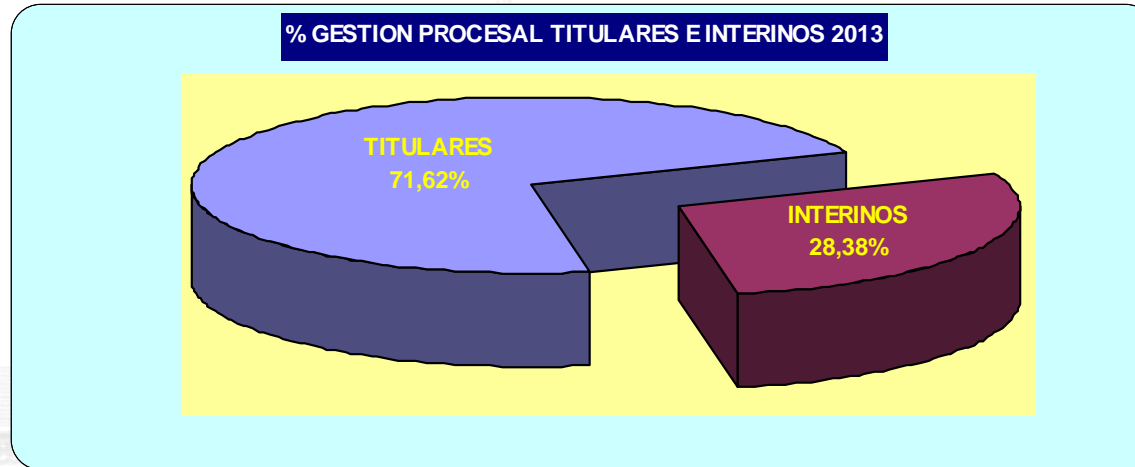 % GESTION PROCESAL TITULARES E INTERINOS 2013
TITULARES
71,62%
INTERINOS
28,38%